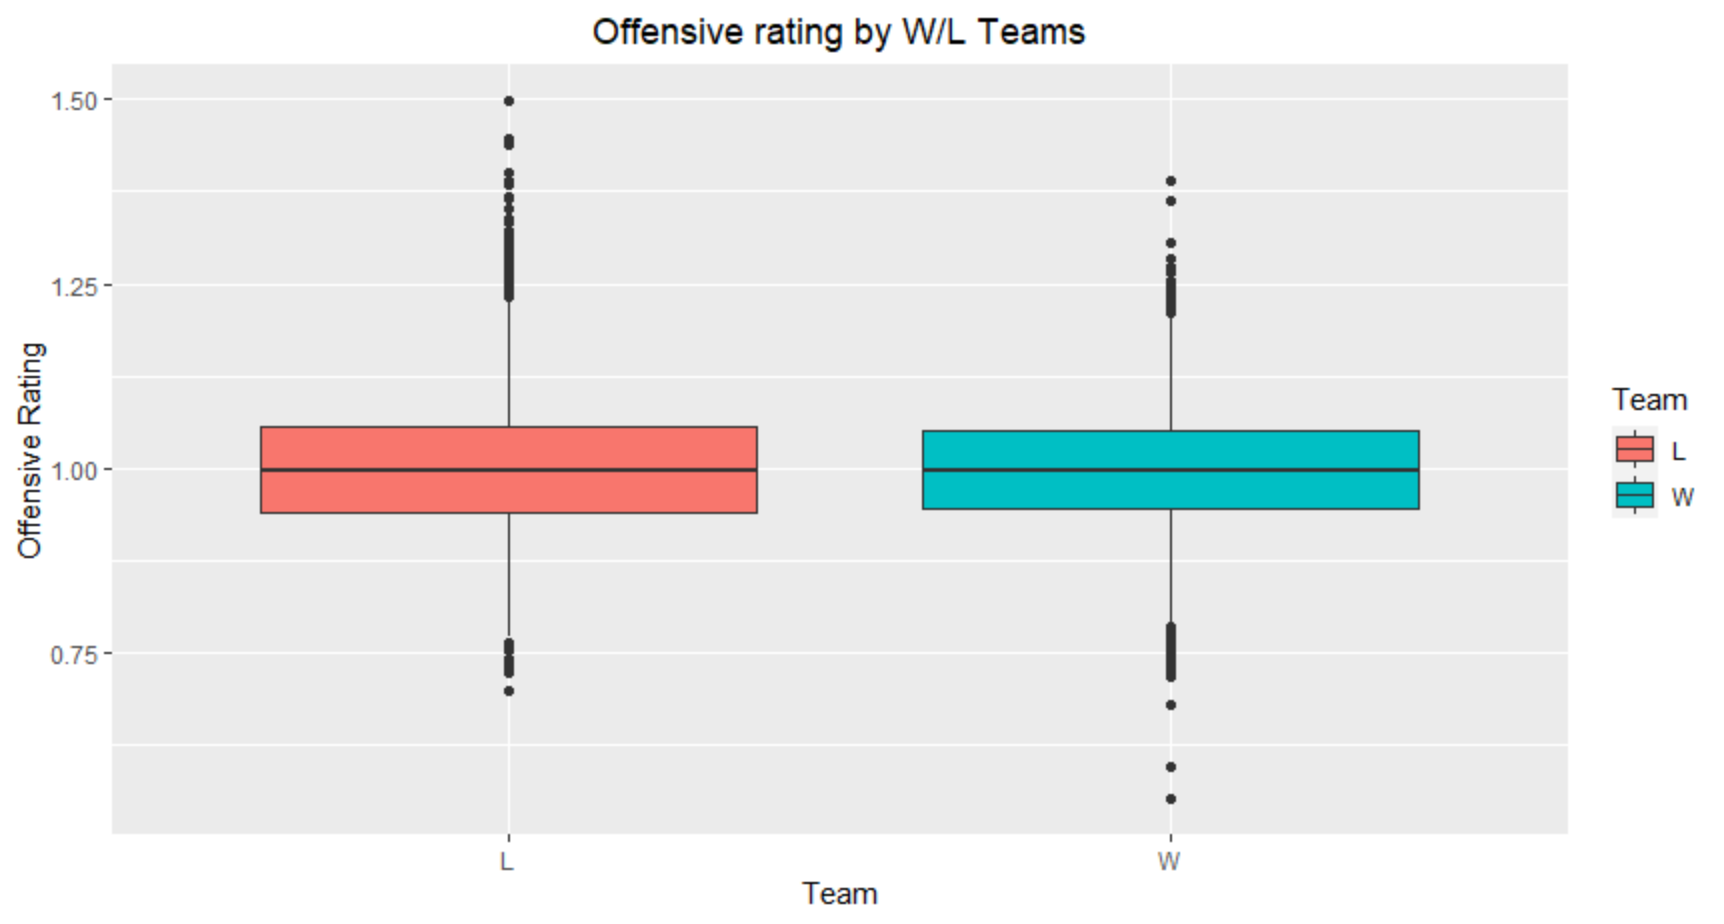 Offensive rating by W/L Teams
1.50
1.25
1.00
0.75
Offensive Rating
L
W
Team
Team
L
W